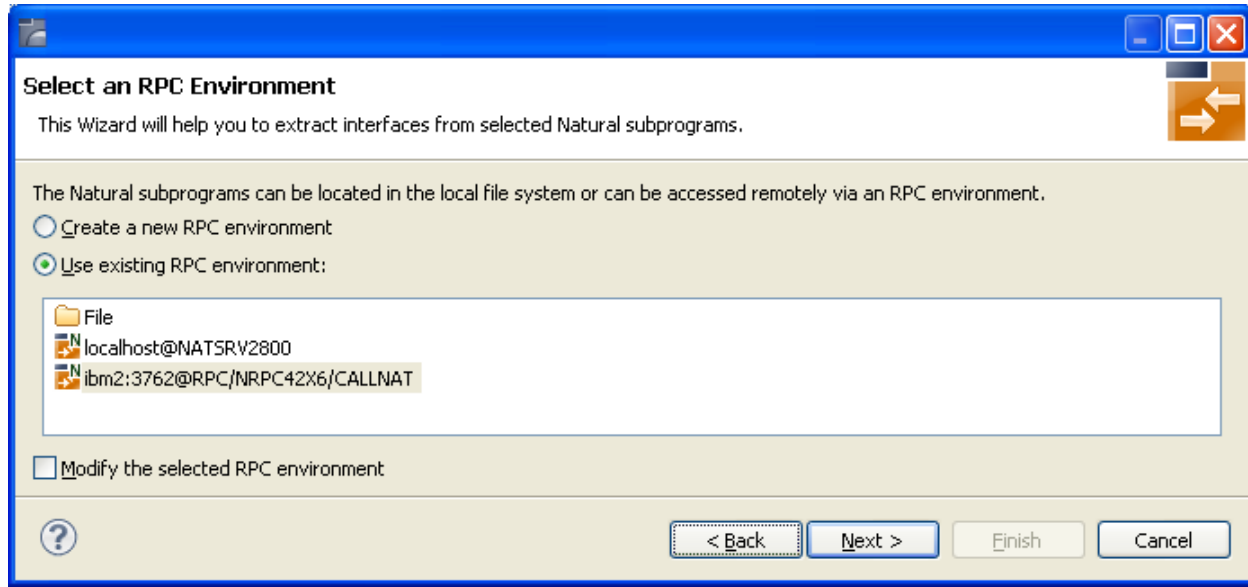 Select an RPC Environment
This Wizard will help you to extract interfaces from selected Natural subprograms.
The Natural subprograms can be located in the local file system or can be accessed remotely via an RPC environment.
Create a new RPC environment
Use existing RPC environment:
File
N localhost@NATSRV2800
N ibm2:3762@RPC/NRPC42X6/CALLNAT
Modify the selected RPC environment
? < Back Next > Finish Cancel